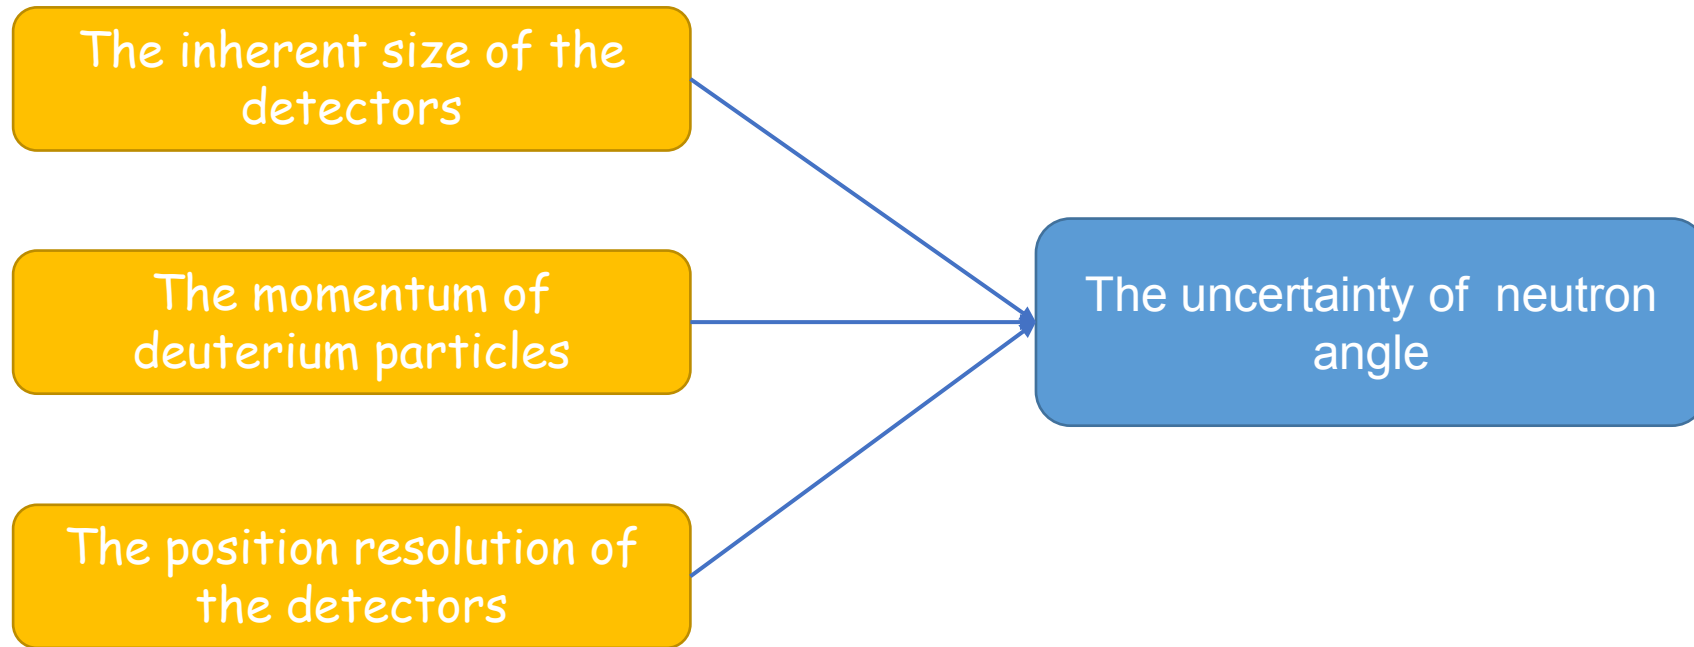 The inherent size of the
detectors
The momentum of
deuterium particles
The position resolution of
the detectors
The uncertainty of  neutron
angle